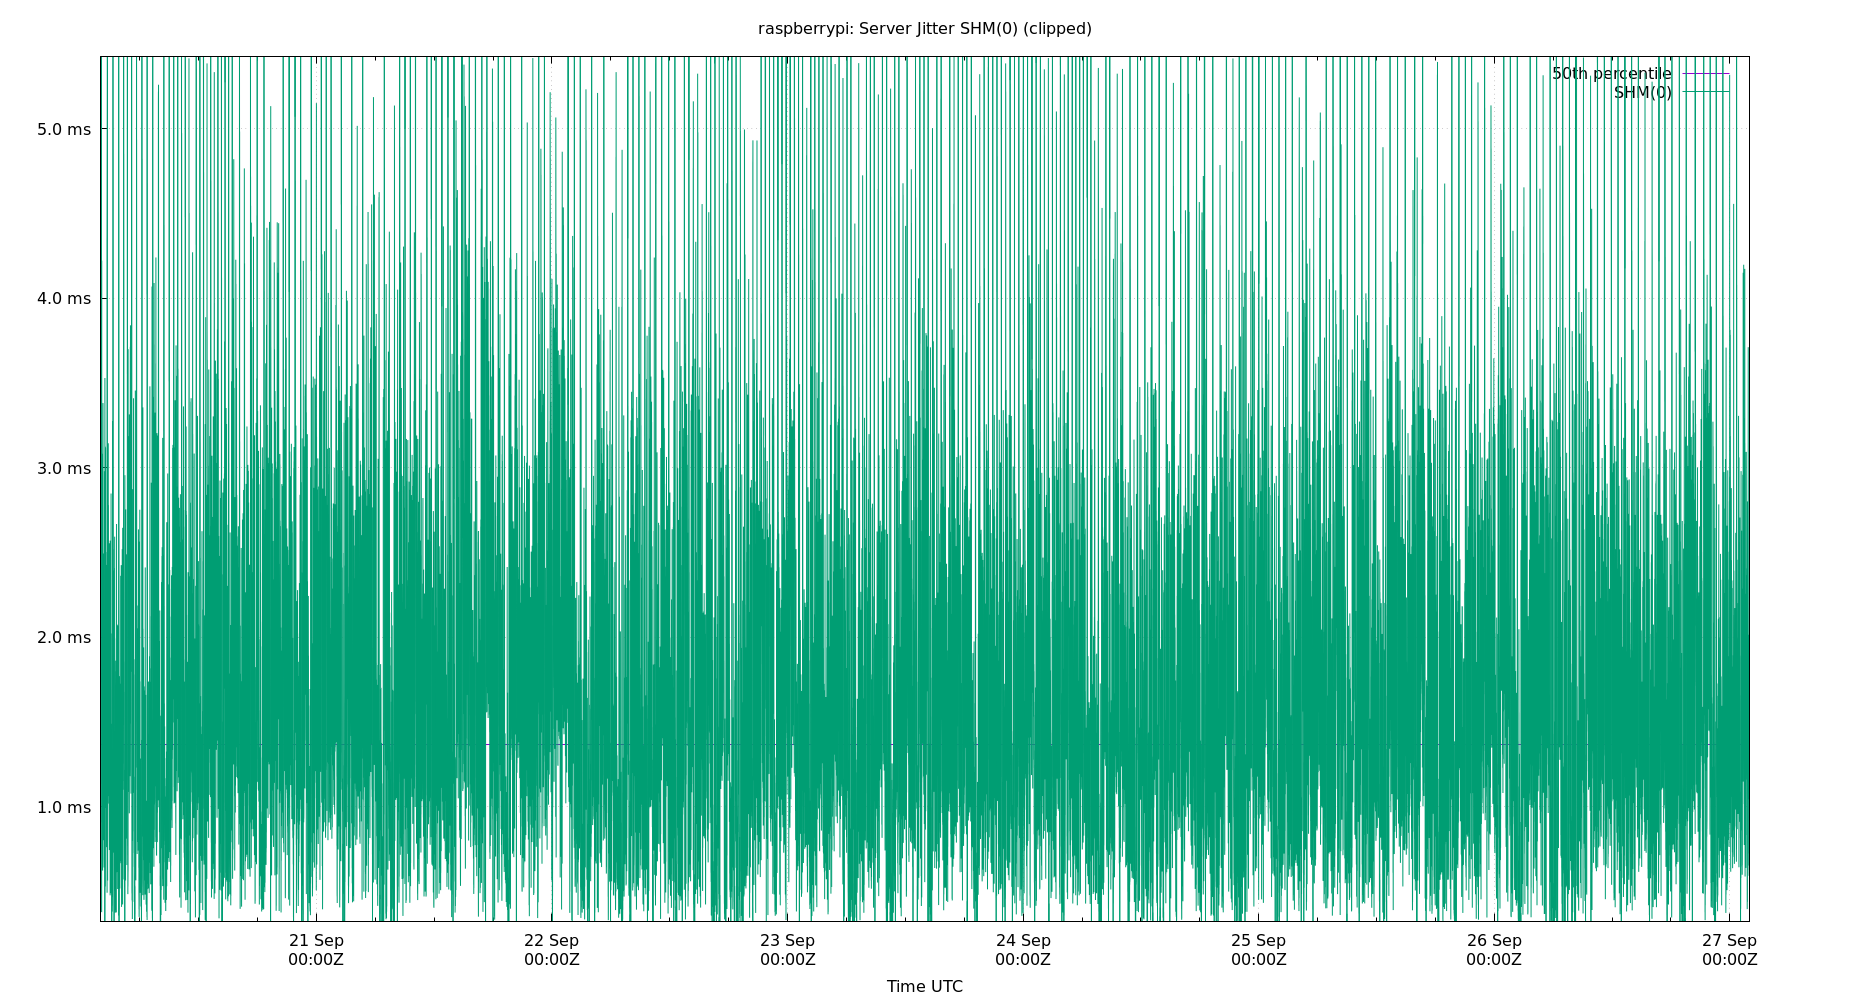 raspberrypi: Server Jitter SHM(0) (clipped)
50th percentile
SHM(0)
5.0 ms
4.0 ms
3.0 ms
2.0 ms
1.0 ms
21 Sep
00:00Z
22 Sep
00:00Z
23 Sep
00:00Z
24 Sep
00:00Z
25 Sep
00:00Z
26 Sep
00:00Z
27 Sep
00:00Z
Time UTC